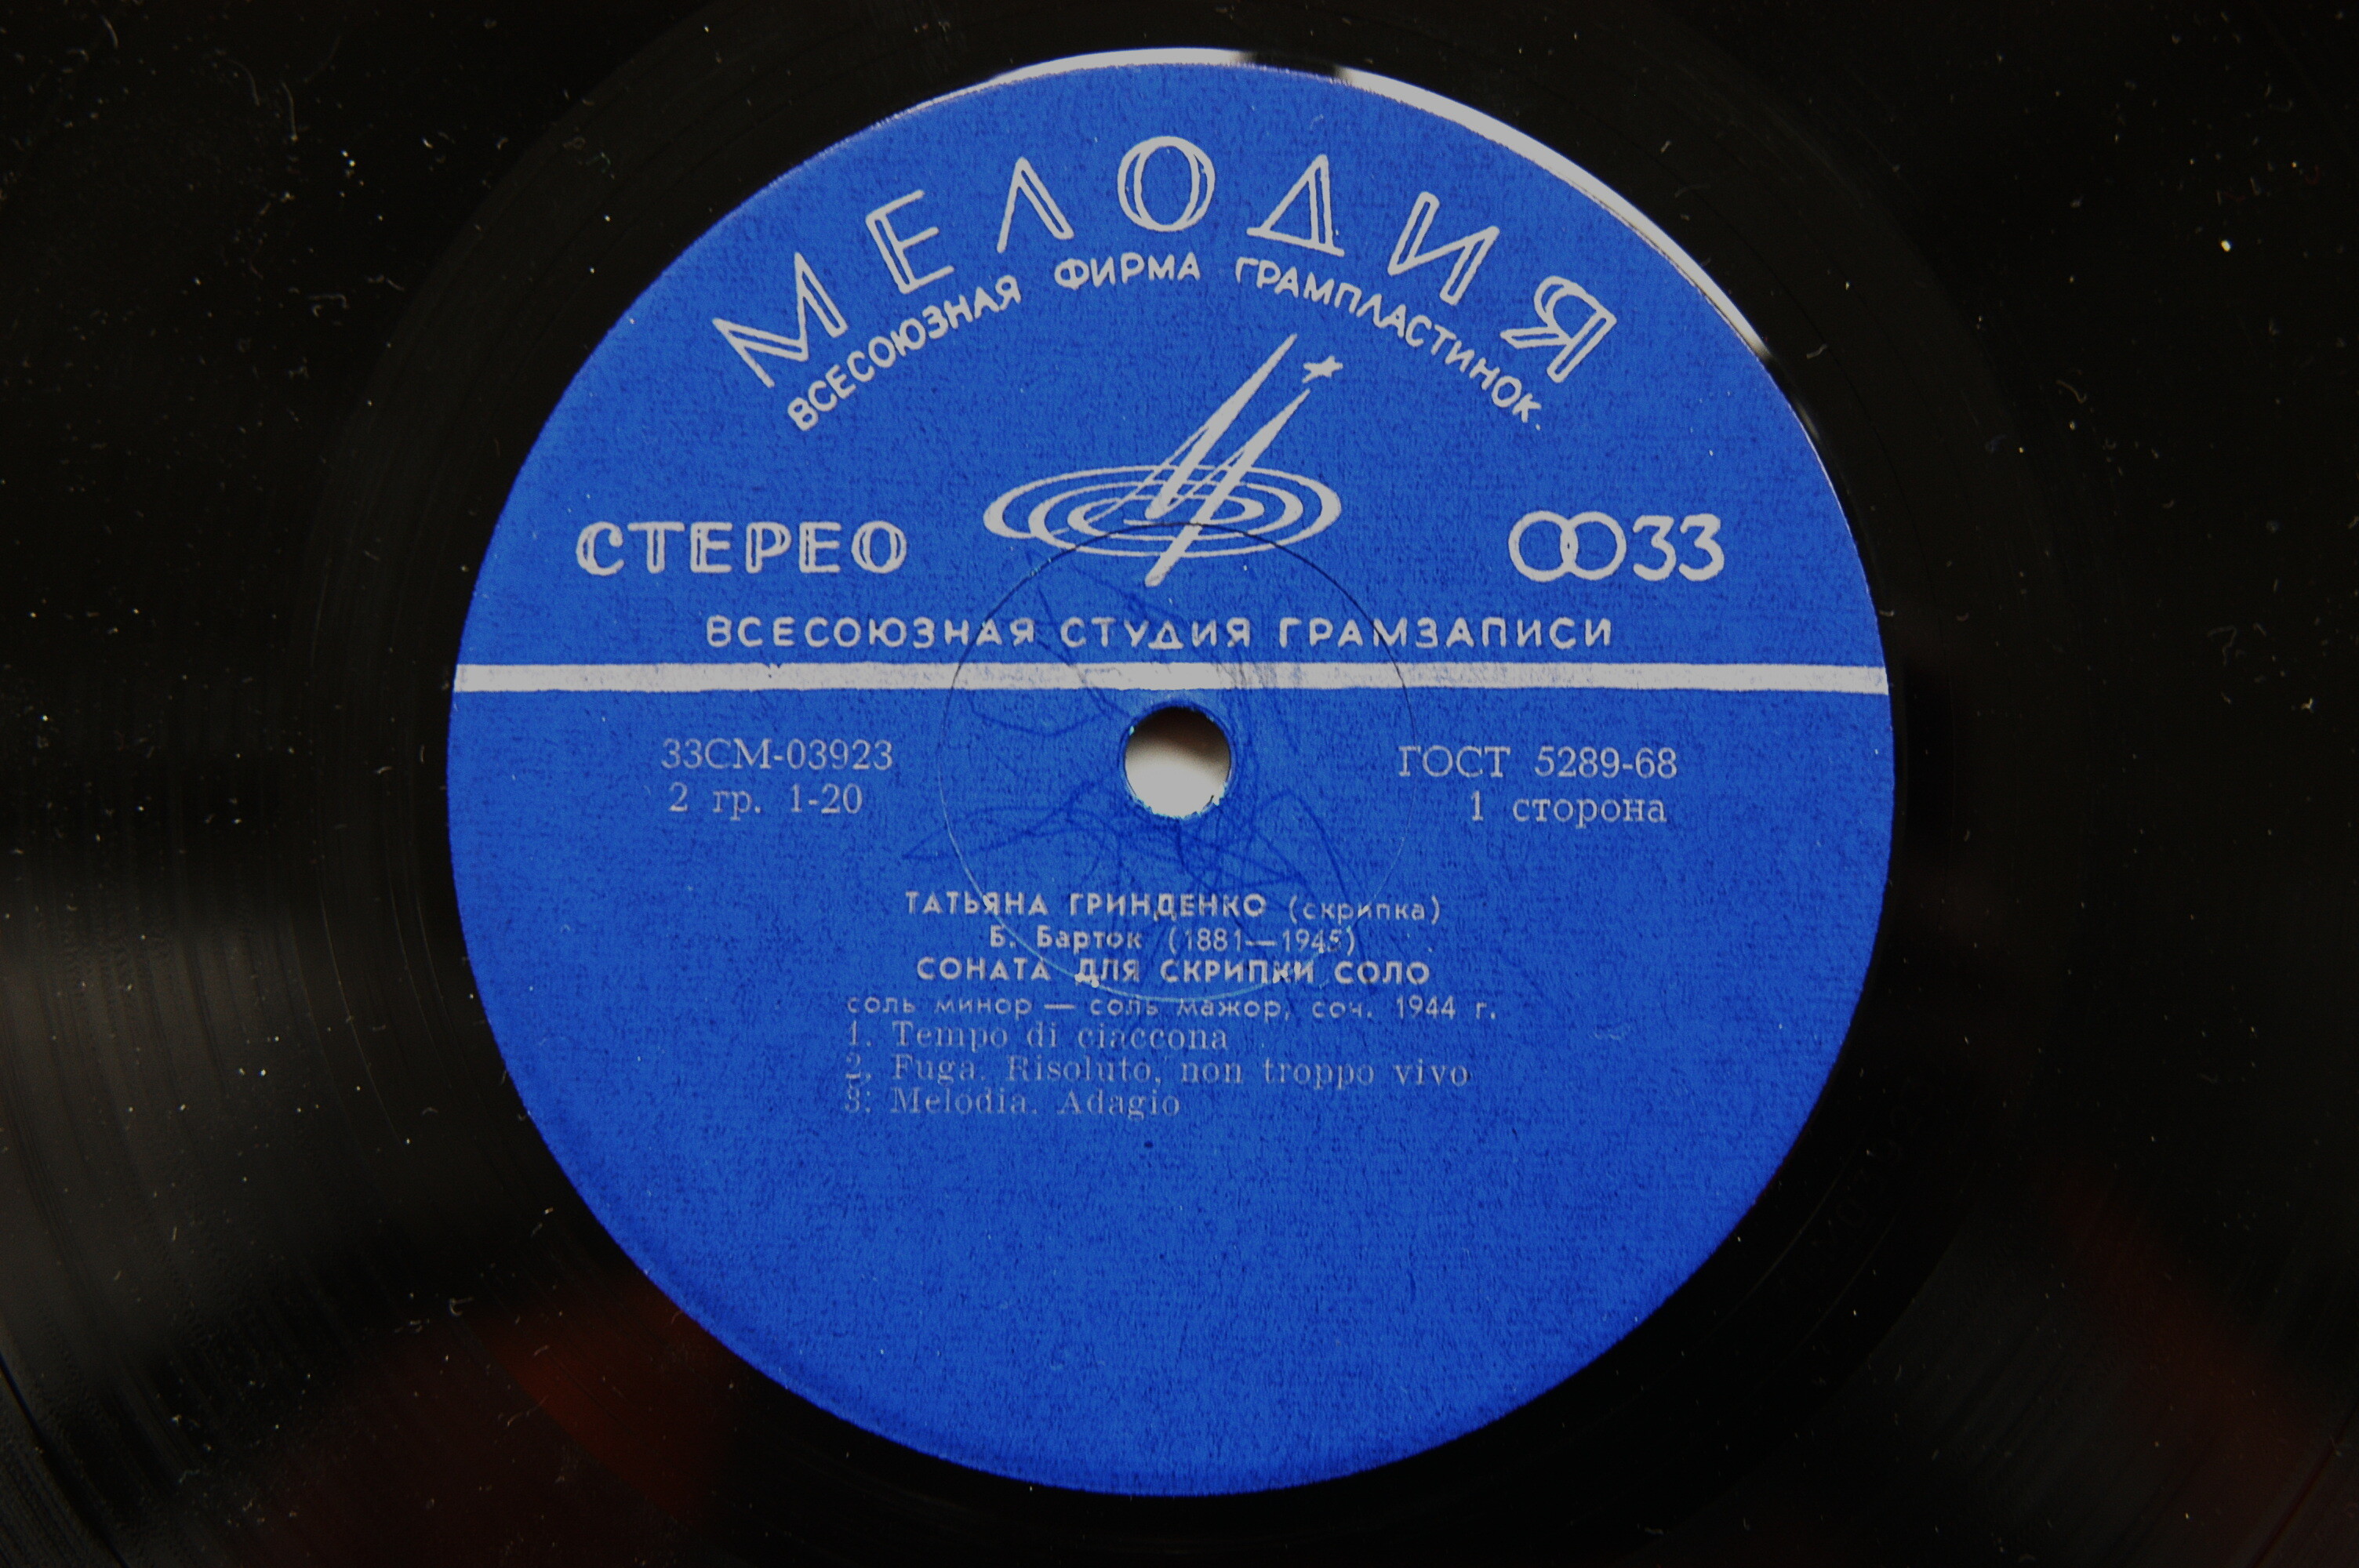 МЕЛОДИЯ
ВСЕСОЮЗНАЯ ФИРМА ГРАМПЛАСТИНОК.
СТЕРЕО
33
ВСЕСОЮЗНАЯ СТУДИЯ ГРАМЗАПИСИ
33СМ-03923
ГОСТ 5289-68
2 гр. 1-20
1 сторона
ТАТЬЯНА ГРИНДЕНКО (скрипка)
Б. Барток (1881—1945)
СОНАТА ДЛЯ СКРИПКИ СОЛО
соль минор — соль мажор, соч. 1944 г.
1. Tempo di ciaccona
2. Fuga. Risoluto, non troppo vivo
3. Melodia. Adagio